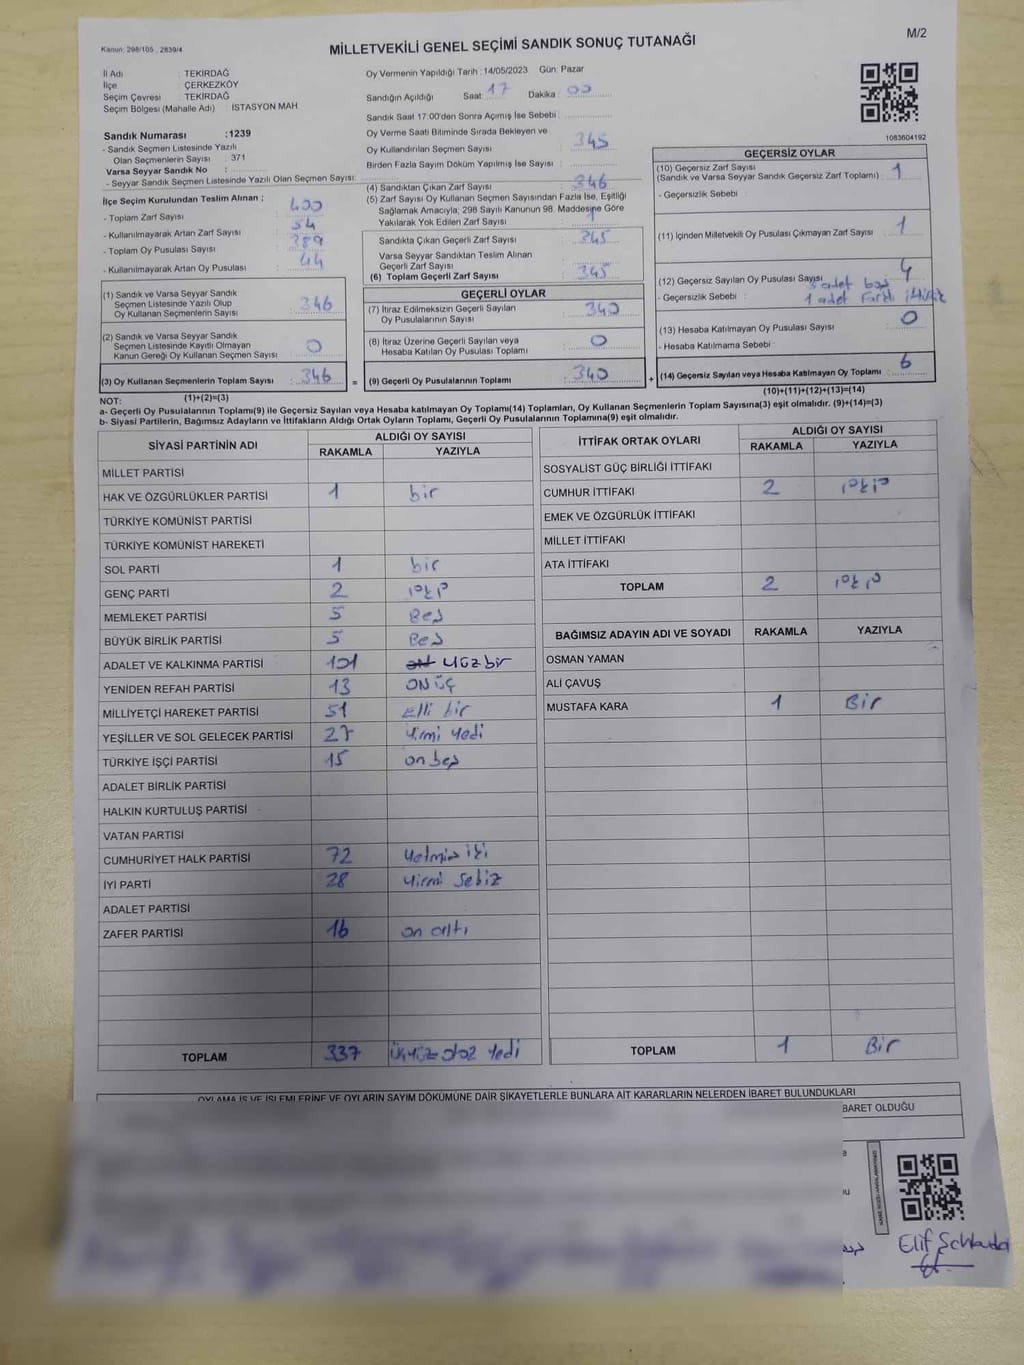 Kanun: 298/105 , 2839/4
MİLLETVEKİLİ GENEL SEÇİMİ SANDIK SONUÇ TUTANAĞI
M/2
İl Adı : TEKİRDAĞ
İlçe : ÇERKEZKÖY
Seçim Çevresi : TEKİRDAĞ
Seçim Bölgesi (Mahalle Adı) : İSTASYON MAH
Sandık Numarası :1239
- Sandık Seçmen Listesinde Yazılı
Olan Seçmenlerin Sayısı : 371
Varsa Seyyar Sandık No :
- Seyyar Sandık Seçmen Listesinde Yazılı Olan Seçmen Sayısı:
Oy Vermenin Yapıldığı Tarih :14/05/2023 Gün: Pazar
Sandığın Açıldığı Saat: 17 Dakika : 00
Sandık Saat 17:00'den Sonra Açımış İse Sebebi :
Oy Verme Saati Bitiminde Sırada Bekleyen ve
Oy Kullandırılan Seçmen Sayısı : 345
Birden Fazla Sayım Döküm Yapılmış İse Sayısı :
1083604192
İlçe Seçim Kurulundan Teslim Alınan ;
- Toplam Zarf Sayısı : 400
- Kullanılmayarak Artan Zarf Sayısı : 54
- Toplam Oy Pusulası Sayısı : 389
- Kullanılmayarak Artan Oy Pusulası : 44
(1) Sandık ve Varsa Seyyar Sandık
Seçmen Listesinde Yazılı Olup
Oy Kullanan Seçmenlerin Sayısı : 346
(2) Sandık ve Varsa Seyyar Sandık
Seçmen Listesinde Kayıtlı Olmayan
Kanun Gereği Oy Kullanan Seçmen Sayısı : 0
(3) Oy Kullanan Seçmenlerin Toplam Sayısı : 346
(1)+(2)=(3)
(4) Sandıktan Çıkan Zarf Sayısı : 346
(5) Zarf Sayısı Oy Kullanan Seçmen Sayısından Fazla İse, Eşitliği
Sağlamak Amacıyla; 298 Sayılı Kanunun 98. Maddesine Göre
Yakılarak Yok Edilen Zarf Sayısı : 1
Sandıkta Çıkan Geçerli Zarf Sayısı : 345
Varsa Seyyar Sandıktan Teslim Alınan
Geçerli Zarf Sayısı :
(6) Toplam Geçerli Zarf Sayısı : 345
GEÇERLİ OYLAR
(7) İtiraz Edilmeksizin Geçerli Sayılan
Oy Pusulalarının Sayısı : 340
(8) İtiraz Üzerine Geçerli Sayılan veya
Hesaba Katılan Oy Pusulası Toplamı : 0
= (9) Geçerli Oy Pusulalarının Toplamı : 340 +
GEÇERSİZ OYLAR
(10) Geçersiz Zarf Sayısı
(Sandık ve Varsa Seyyar Sandık Geçersiz Zarf Toplamı) : 1
- Geçersizlik Sebebi :
(11) İçinden Milletvekili Oy Pusulası Çıkmayan Zarf Sayısı : 1
(12) Geçersiz Sayılan Oy Pusulası Sayısı : 4
- Geçersizlik Sebebi : adet boş
1 adet
(13) Hesaba Katılmayan Oy Pusulası Sayısı : 0
- Hesaba Katılmama Sebebi :
(14) Geçersiz Sayılan veya Hesaba Katılmayan Oy Toplamı : 6
(10)+(11)+(12)+(13)=(14)
NOT:
a- Geçerli Oy Pusulalarının Toplamı(9) ile Geçersiz Sayılan veya Hesaba katılmayan Oy Toplamı(14) Toplamları, Oy Kullanan Seçmenlerin Toplam Sayısına(3) eşit olmalıdır. (9)+(14)=(3)
b- Siyasi Partilerin, Bağımsız Adayların ve İttifakların Aldığı Ortak Oyların Toplamı, Geçerli Oy Pusulalarının Toplamına(9) eşit olmalıdır.
SİYASİ PARTİNİN ADI ALDIĞI OY SAYISI
RAKAMLA YAZIYLA
MİLLET PARTİSİ
HAK VE ÖZGÜRLÜKLER PARTİSİ 1 bir
TÜRKİYE KOMÜNİST PARTİSİ
TÜRKİYE KOMÜNİST HAREKETİ
SOL PARTİ 1 bir
GENÇ PARTİ 2 iki
MEMLEKET PARTİSİ 5 Beş
BÜYÜK BİRLİK PARTİSİ 5 Beş
ADALET VE KALKINMA PARTİSİ 101 yüzbir
YENİDEN REFAH PARTİSİ 13 ONÜÇ
MİLLİYETÇİ HAREKET PARTİSİ 51 Elli bir
YEŞİLLER VE SOL GELECEK PARTİSİ 27 Yirmi Yedi
TÜRKİYE İŞÇİ PARTİSİ 15 on beş
ADALET BİRLİK PARTİSİ
HALKIN KURTULUŞ PARTİSİ
VATAN PARTİSİ
CUMHURİYET HALK PARTİSİ 72 Yetmiş iki
İYİ PARTİ 28 Yirmi Sekiz
ADALET PARTİSİ
ZAFER PARTİSİ 16 on altı
TOPLAM 337 üçyüz otuz Yedi
İTTİFAK ORTAK OYLARI ALDIĞI OY SAYISI
RAKAMLA YAZIYLA
SOSYALİST GÜÇ BİRLİĞİ İTTİFAKI
CUMHUR İTTİFAKI 2 iki
EMEK VE ÖZGÜRLÜK İTTİFAKI
MİLLET İTTİFAKI
ATA İTTİFAKI
TOPLAM 2 iki
BAĞIMSIZ ADAYIN ADI VE SOYADI RAKAMLA YAZIYLA
OSMAN YAMAN
ALİ ÇAVUŞ
MUSTAFA KARA 1 Bir
TOPLAM 1 Bir
OYLAMA İŞ VE İŞLEMLERİNE VE OYLARIN SAYIM DÖKÜMÜNE DAİR ŞİKAYETLERLE BUNLARA AİT KARARLARIN NELERDEN İBARET BULUNDUKLARI
BARET OLDUĞU
Elif